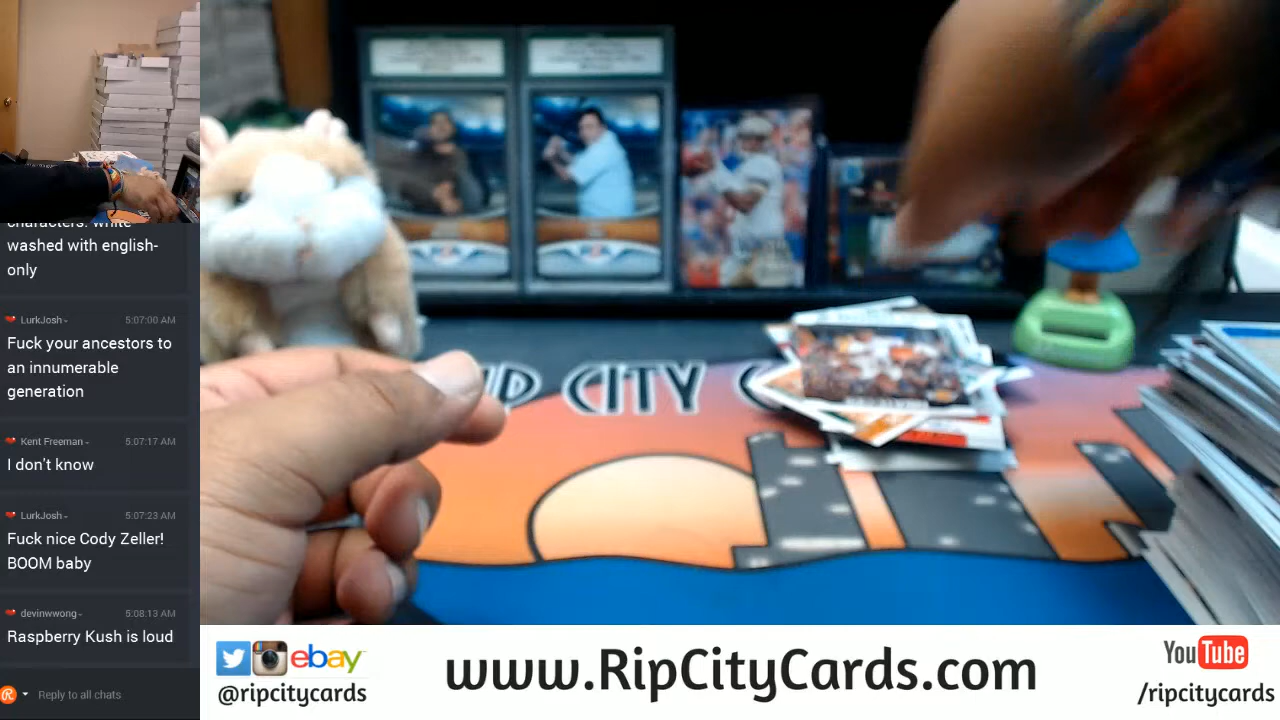 washed with english-
only
LurkJosh 5:07:00 AM
Fuck your ancestors to
an innumerable
generation
Kent Freeman 5:07:17 AM
I don't know
LurkJosh 5:07:23 AM
Fuck nice Cody Zeller!
BOOM baby
devinwwong 5:08:13 AM
Raspberry Kush is loud
Reply to all chats
RIP CITY
ebay
@ripcitycards
www.RipCityCards.com
YouTube
/ripcitycards